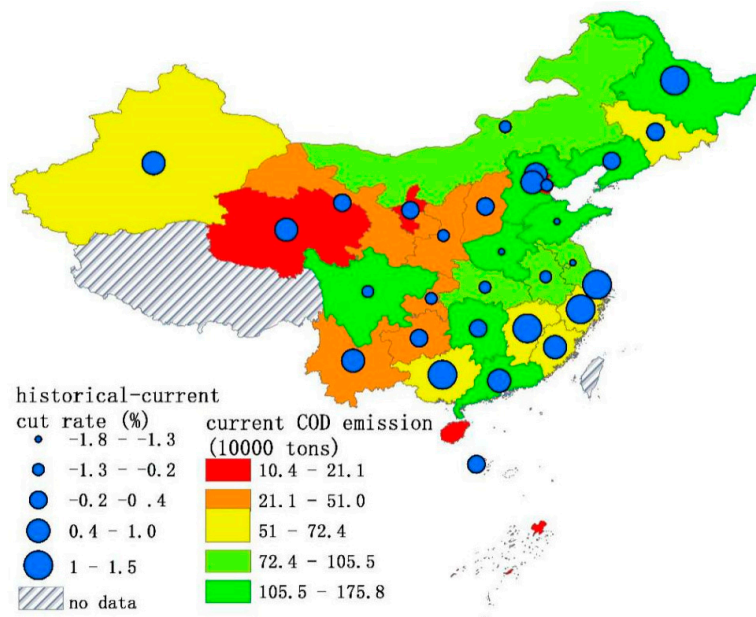 historical-current
cut rate (%)
-1.8 - -1.3
-1.3 - -0.2
-0.2 -0 .4
0.4 - 1.0
1 - 1.5
no data
current COD emission
(10000 tons)
10.4 - 21.1
21.1 - 51.0
51 - 72.4
72.4 - 105.5
105.5 - 175.8